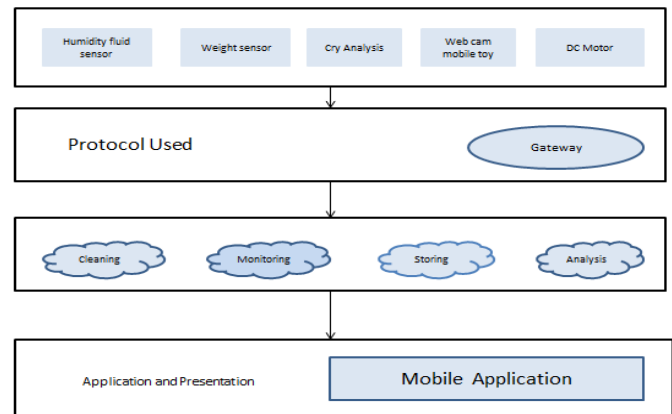 Humidity fluid
sensor
Weight sensor
Cry Analysis
Web cam
mobile toy
DC Motor
Protocol Used
Gateway
Cleaning
Monitoring
Storing
Analysis
Application and Presentation
Mobile Application